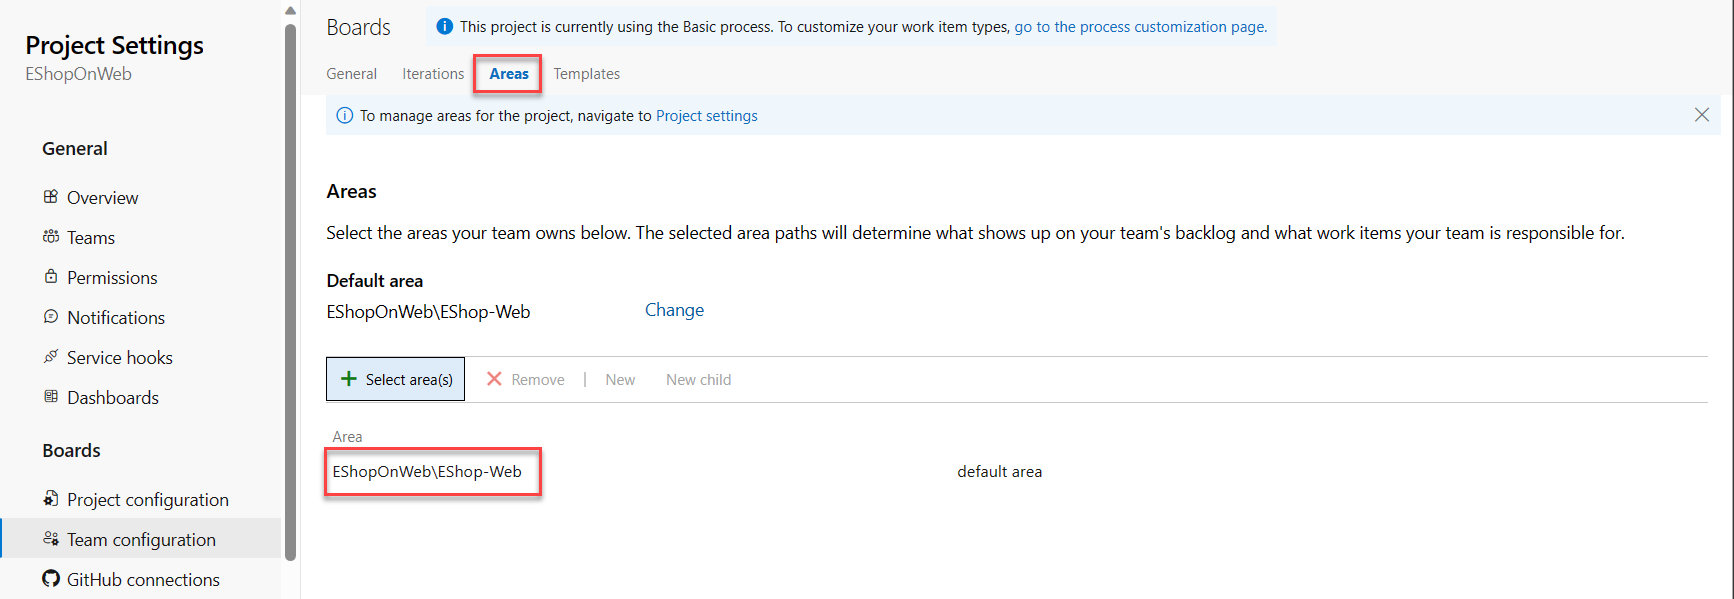 Project Settings
EShopOnWeb
General
Overview
Teams
Permissions
Notifications
Service hooks
Dashboards
Boards
Project configuration
Team configuration
GitHub connections
Boards
This project is currently using the Basic process. To customize your work item types, go to the process customization page.
General Iterations Areas Templates
To manage areas for the project, navigate to Project settings
Areas
Select the areas your team owns below. The selected area paths will determine what shows up on your team's backlog and what work items your team is responsible for.
Default area
EShopOnWeb\EShop-Web Change
Select area(s) Remove | New New child
Area
EShopOnWeb\EShop-Web default area